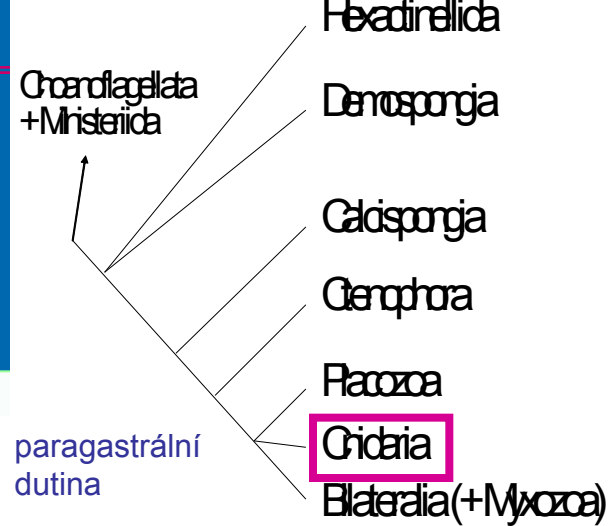 Hexactinellida
Choanoflagellata
+Ministeriida
Demospongia
Calcispongia
Ctenophora
Placozoa
Cnidaria
paragastrální
dutina
Bilateralia (+ Myxozoa)